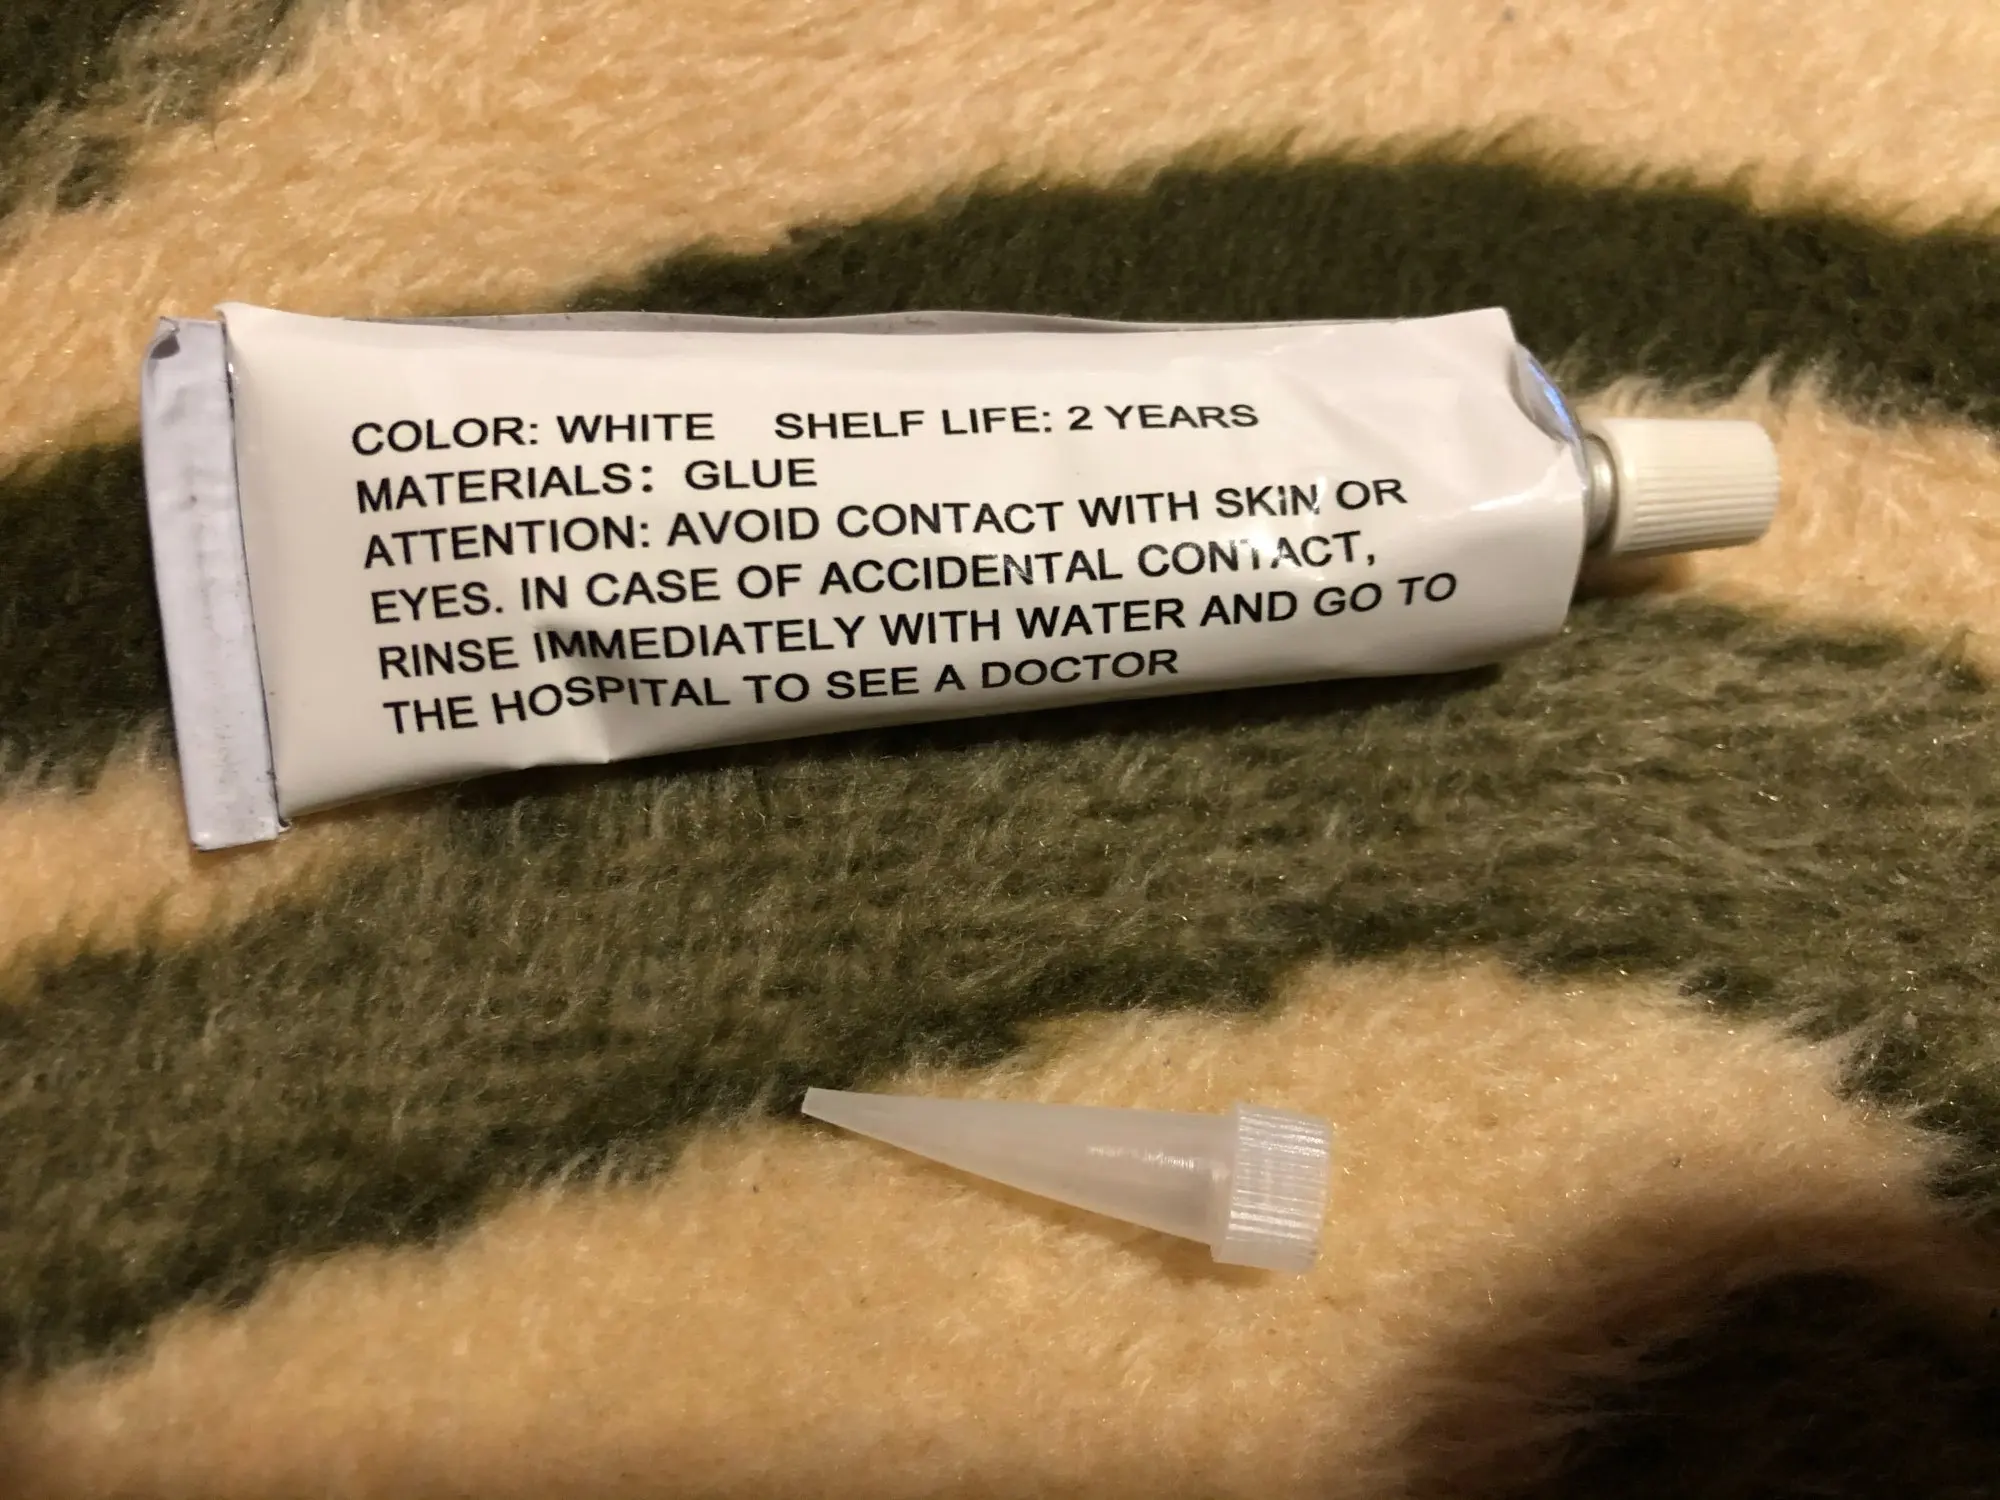 COLOR: WHITE SHELF LIFE: 2 YEARS
MATERIALS: GLUE
ATTENTION: AVOID CONTACT WITH SKIN OR
EYES. IN CASE OF ACCIDENTAL CONTACT,
RINSE IMMEDIATELY WITH WATER AND GO TO
THE HOSPITAL TO SEE A DOCTOR